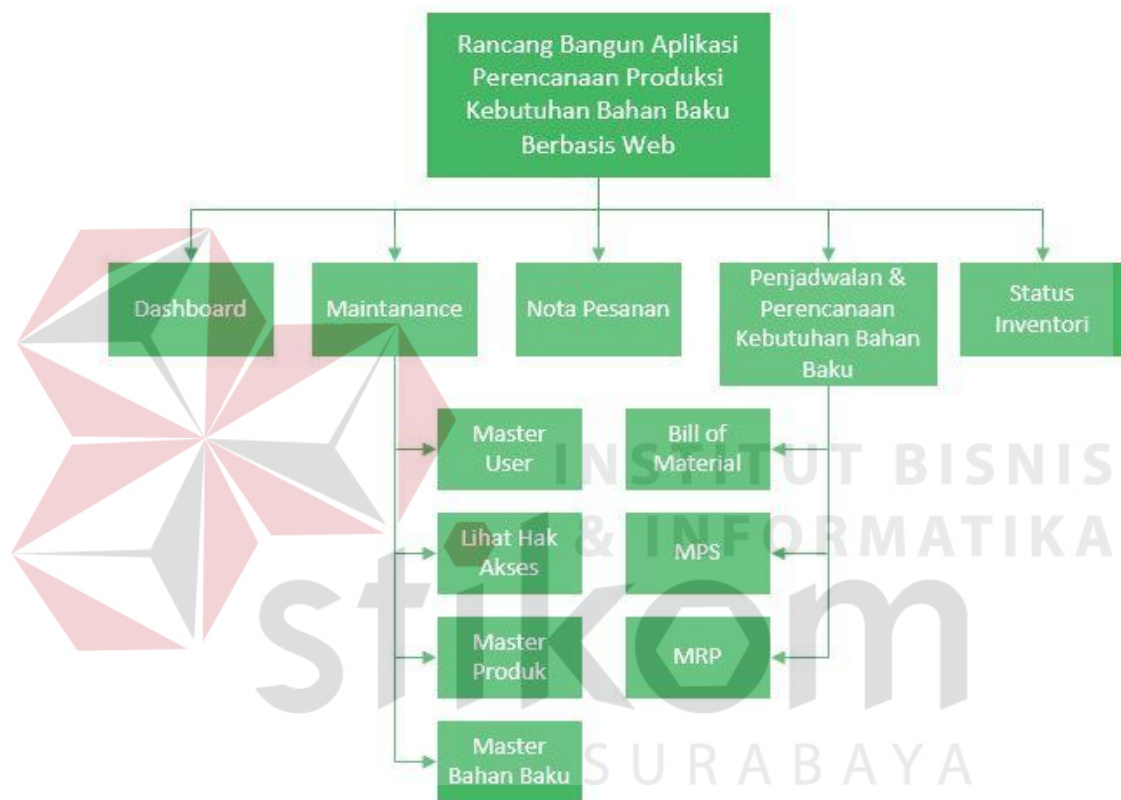 Rancang Bangun Aplikasi
Perencanaan Produksi
Kebutuhan Bahan Baku
Berbasis Web
Dashboard
Maintanance
Nota Pesanan
Penjadwalan &
Perencanaan
Kebutuhan Bahan
Baku
Status
Inventori
Master
User
Lihat Hak
Akses
Master
Produk
Master
Bahan Baku
Bill of
Material
MPS
MRP
INSTITUT BISNIS
& INFORMATIKA
stikom
SURABAYA